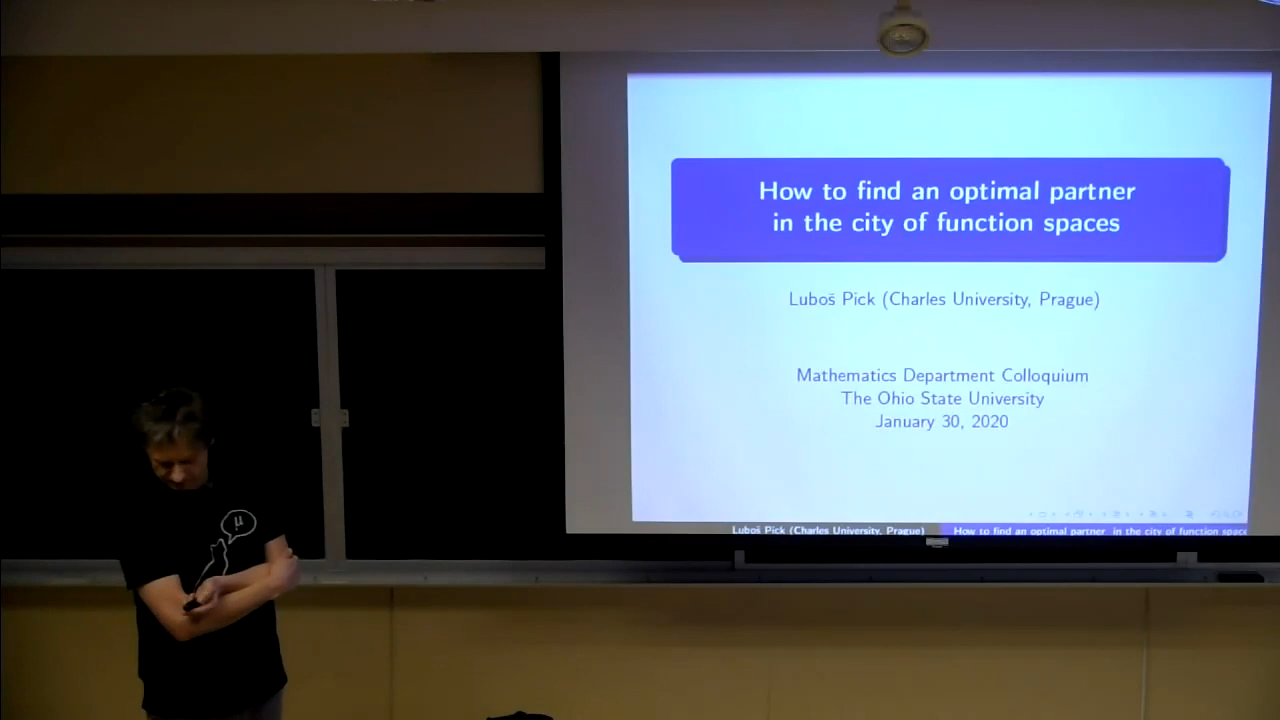 How to find an optimal partner
in the city of function spaces
Luboš Pick (Charles University, Prague)
Mathematics Department Colloquium
The Ohio State University
January 30, 2020
Luboš Pick (Charles University, Prague) How to find an optimal partner in the city of function space
μ